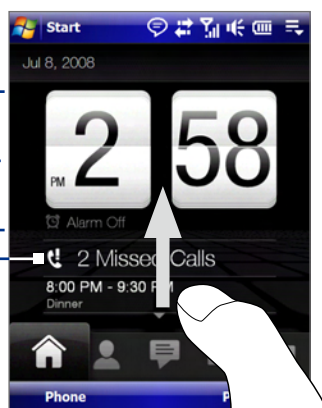 Start
Jul 8, 2008
PM 2 58
Alarm Off
2 Missed Calls
8:00 PM - 9:30 PM
Dinner
Phone